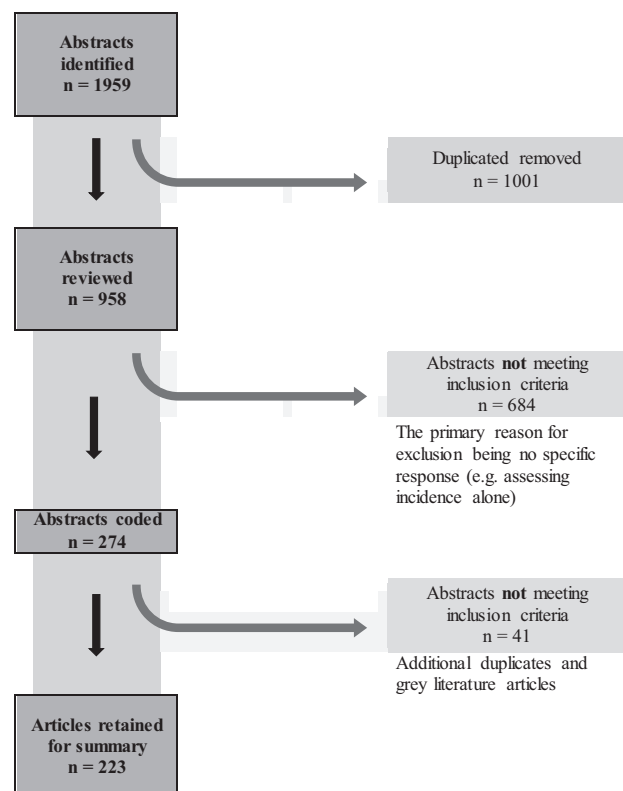 Abstracts
identified
n = 1959
Duplicated removed
n = 1001
Abstracts
reviewed
n = 958
Abstracts not meeting
inclusion criteria
n = 684
The primary reason for
exclusion being no specific
response (e.g. assessing
incidence alone)
Abstracts coded
n = 274
Abstracts not meeting
inclusion criteria
n = 41
Additional duplicates and
grey literature articles
Articles retained
for summary
n = 223